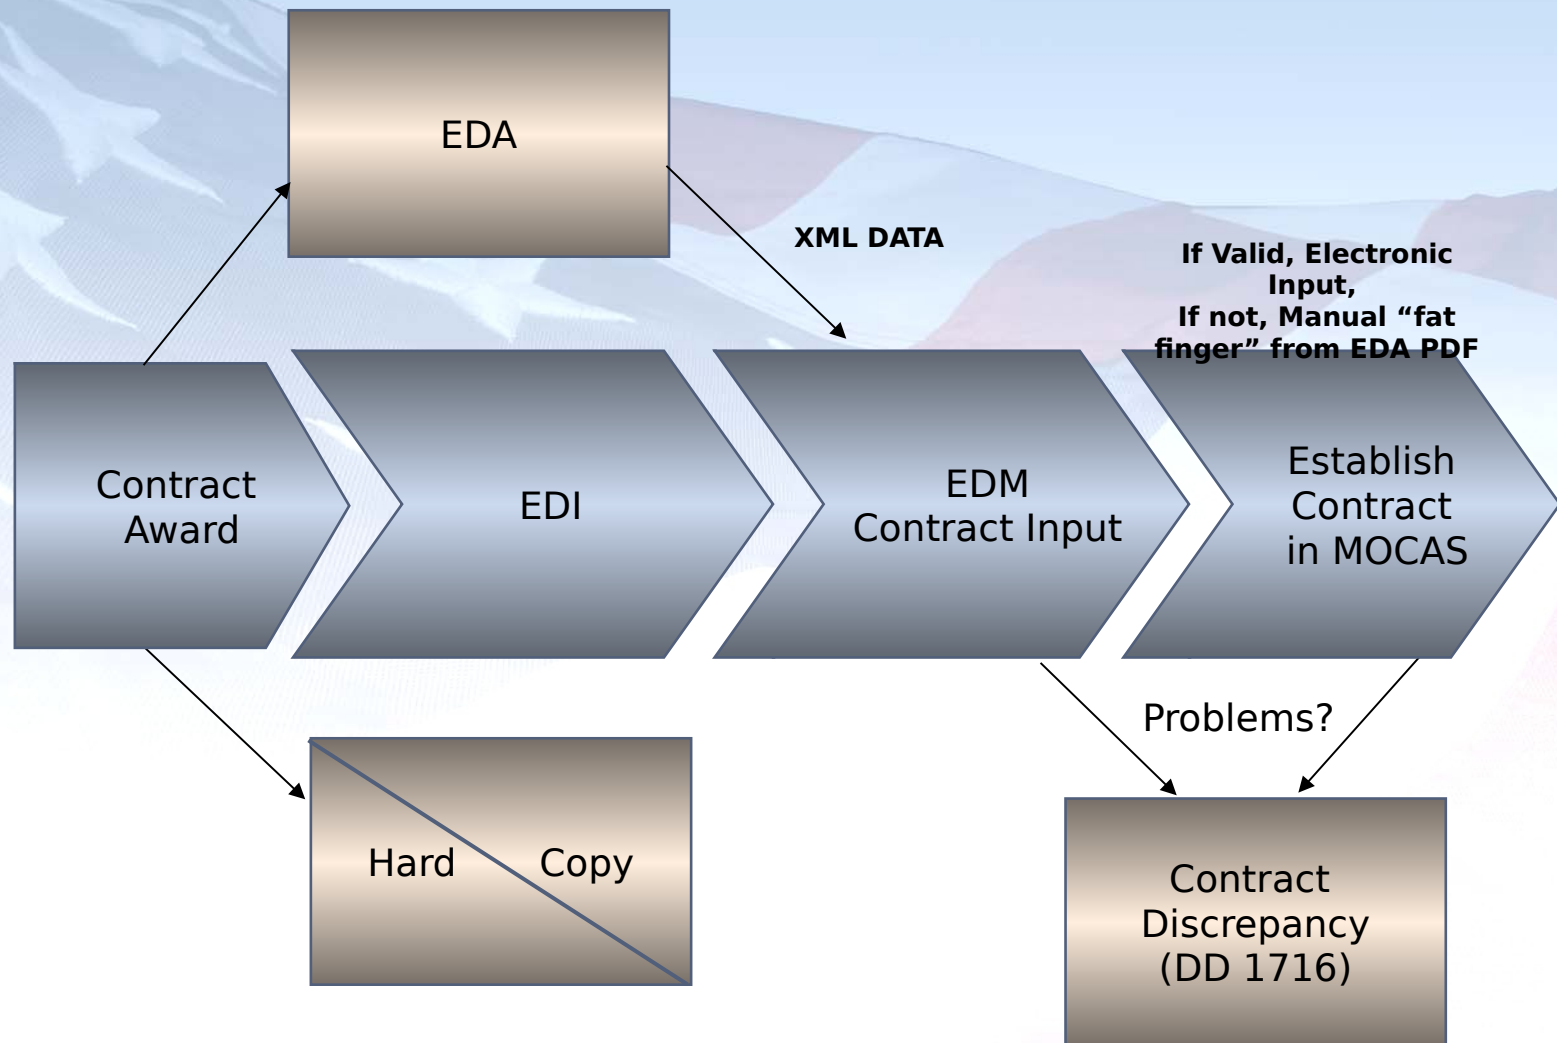 EDA
XML DATA
If Valid, Electronic
Input,
If not, Manual “fat
finger” from EDA PDF
Contract
Award
EDI
EDM
Contract Input
Establish
Contract
in MOCAS
Problems?
Hard Copy
Contract
Discrepancy
(DD 1716)